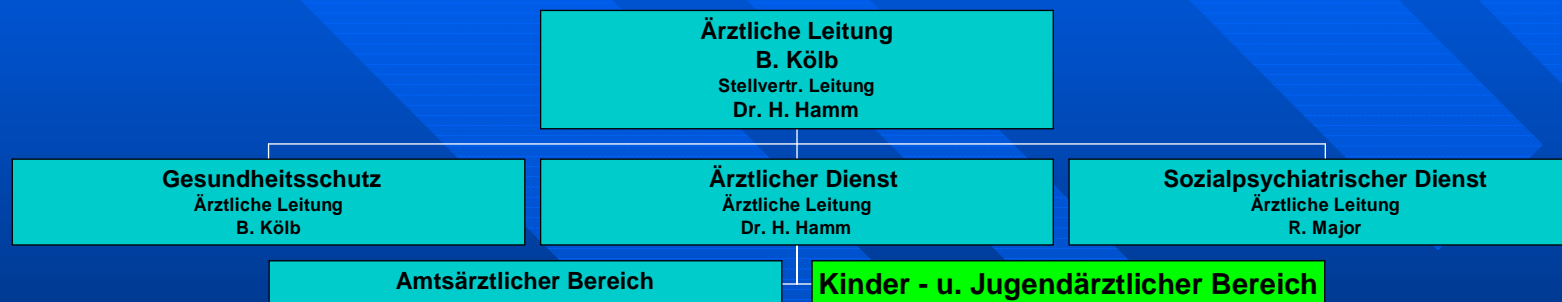 Ärztliche Leitung
B. Kölb
Stellvertr. Leitung
Dr. H. Hamm
Gesundheitsschutz
Ärztliche Leitung
B. Kölb
Ärztlicher Dienst
Ärztliche Leitung
Dr. H. Hamm
Sozialpsychiatrischer Dienst
Ärztliche Leitung
R. Major
Amtsärztlicher Bereich
Kinder - u. Jugendärztlicher Bereich